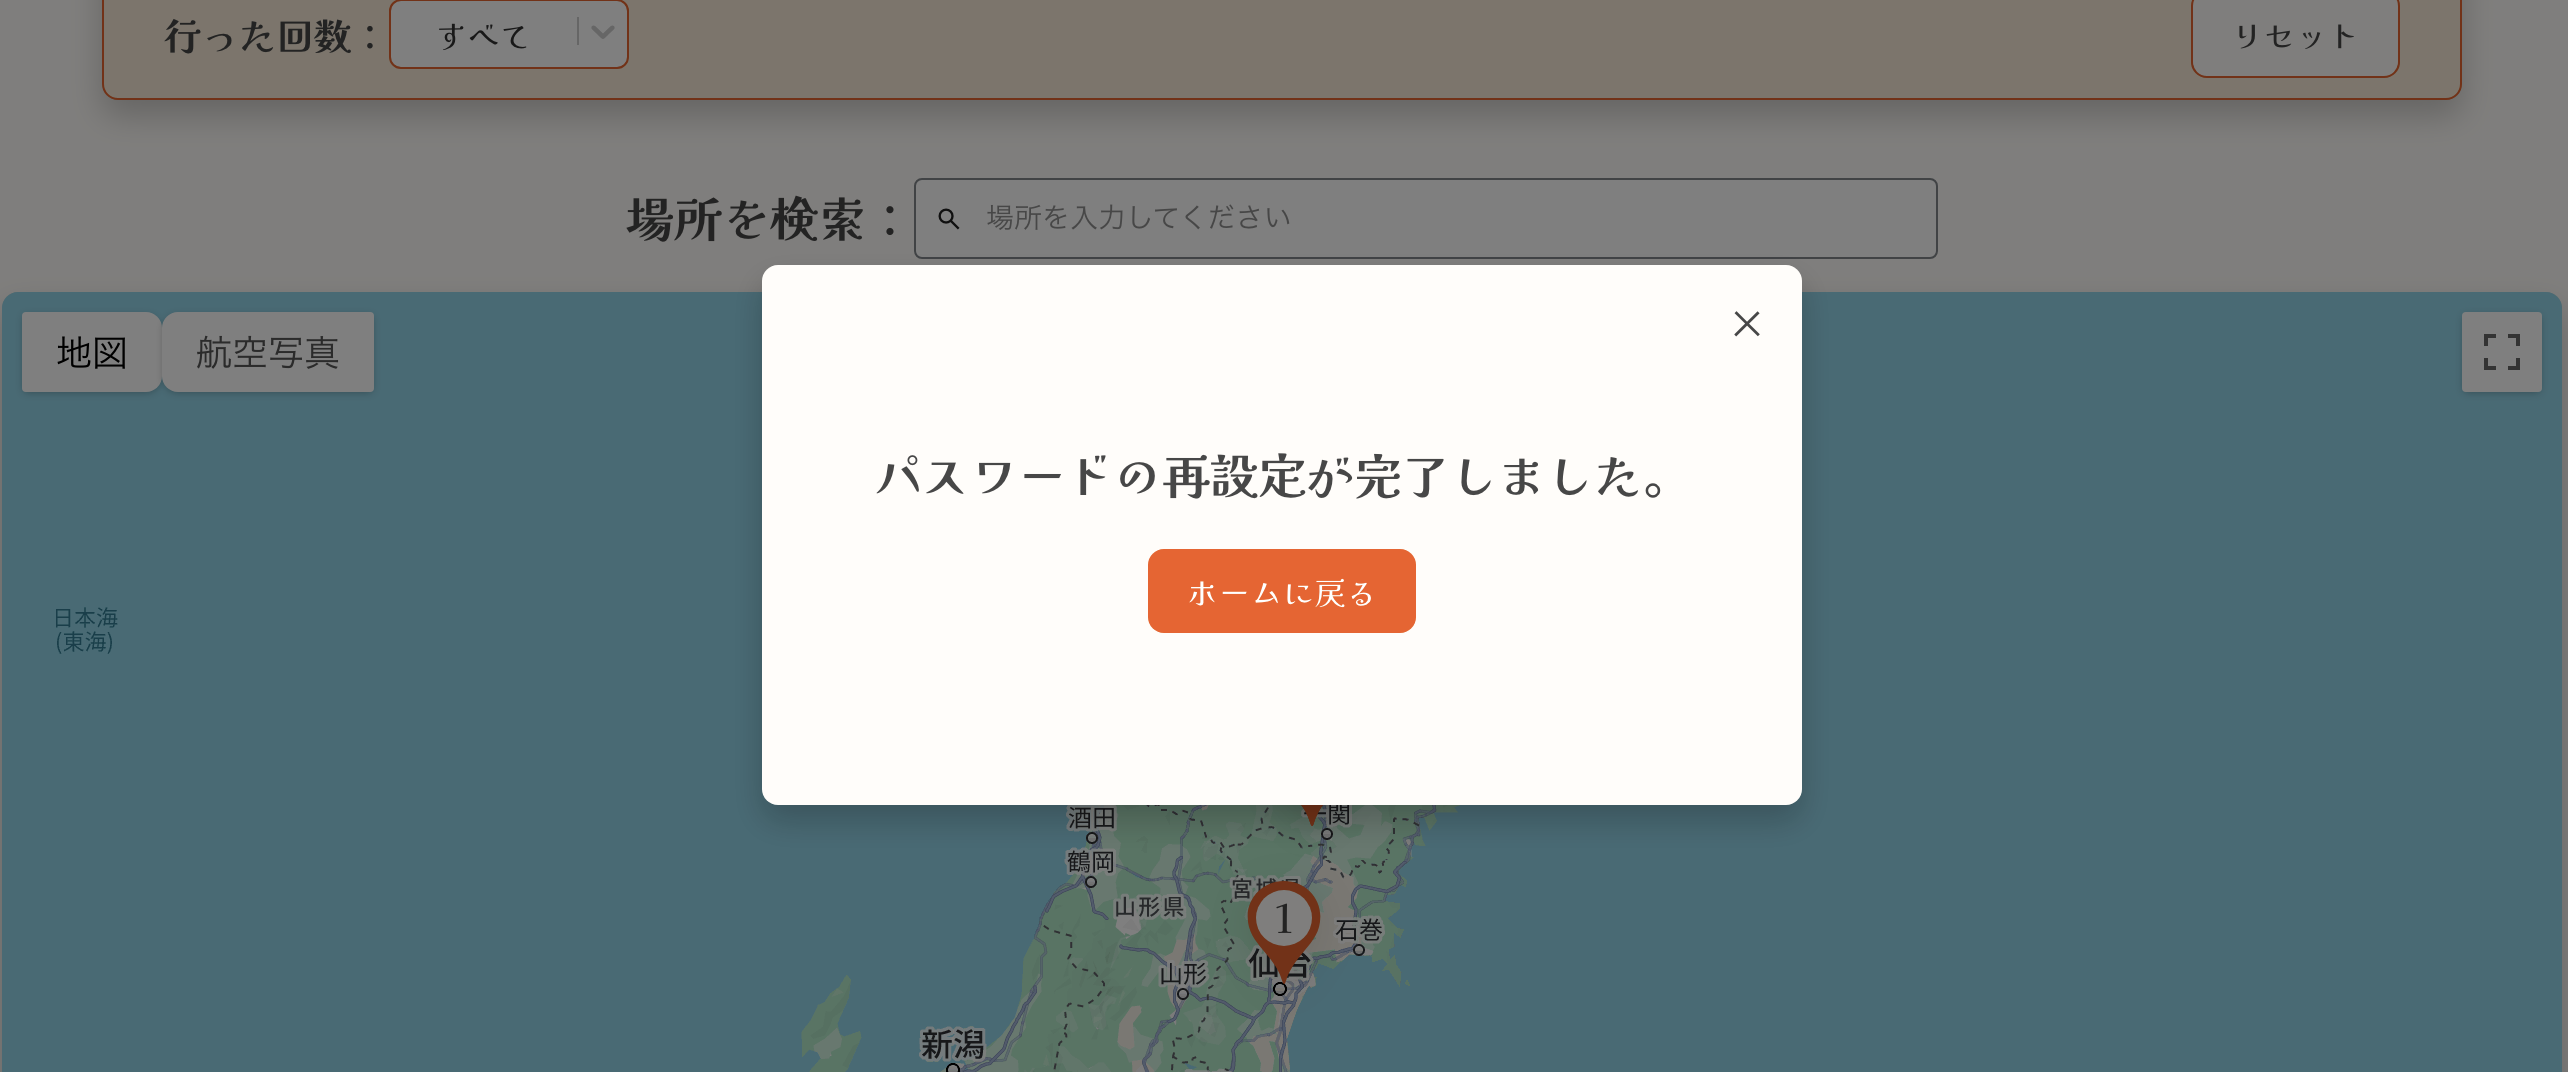 行った回数：
すべて
リセット
場所を検索：
場所を入力してください
地図
航空写真
パスワードの再設定が完了しました。
ホームに戻る
日本海
(東海)
酒田
関
鶴岡
宮城県
山形県
1
石巻
仙台
山形
新潟